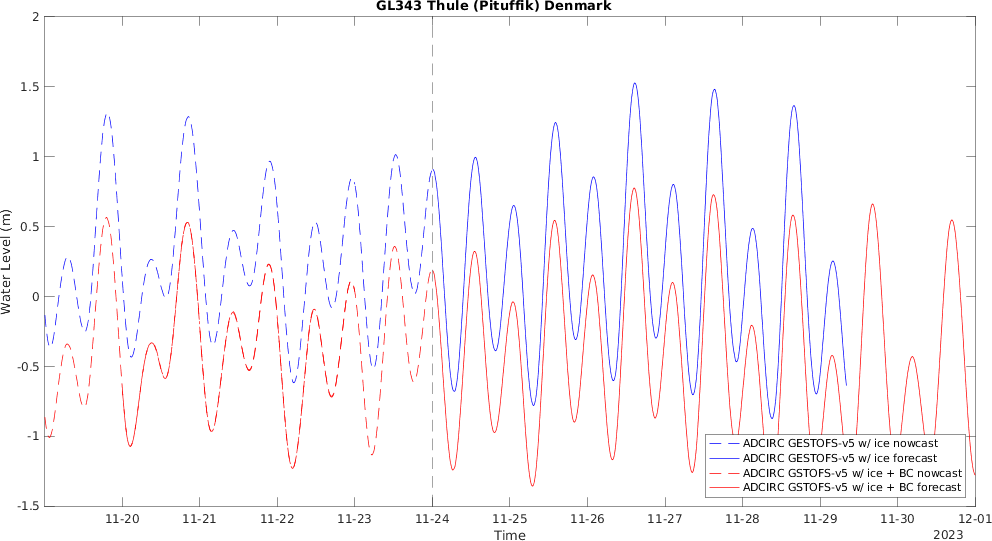 GL343 Thule (Pituffik) Denmark
2
1.5
1
0.5
0
-0.5
-1
-1.5
Water Level (m)
ADCIRC GESTOFS-v5 w/ ice nowcast
ADCIRC GESTOFS-v5 w/ ice forecast
ADCIRC GSTOFS-v5 w/ ice + BC nowcast
ADCIRC GSTOFS-v5 w/ ice + BC forecast
11-20 11-21 11-22 11-23 11-24 11-25 11-26 11-27 11-28 11-29 11-30 12-01
Time
2023